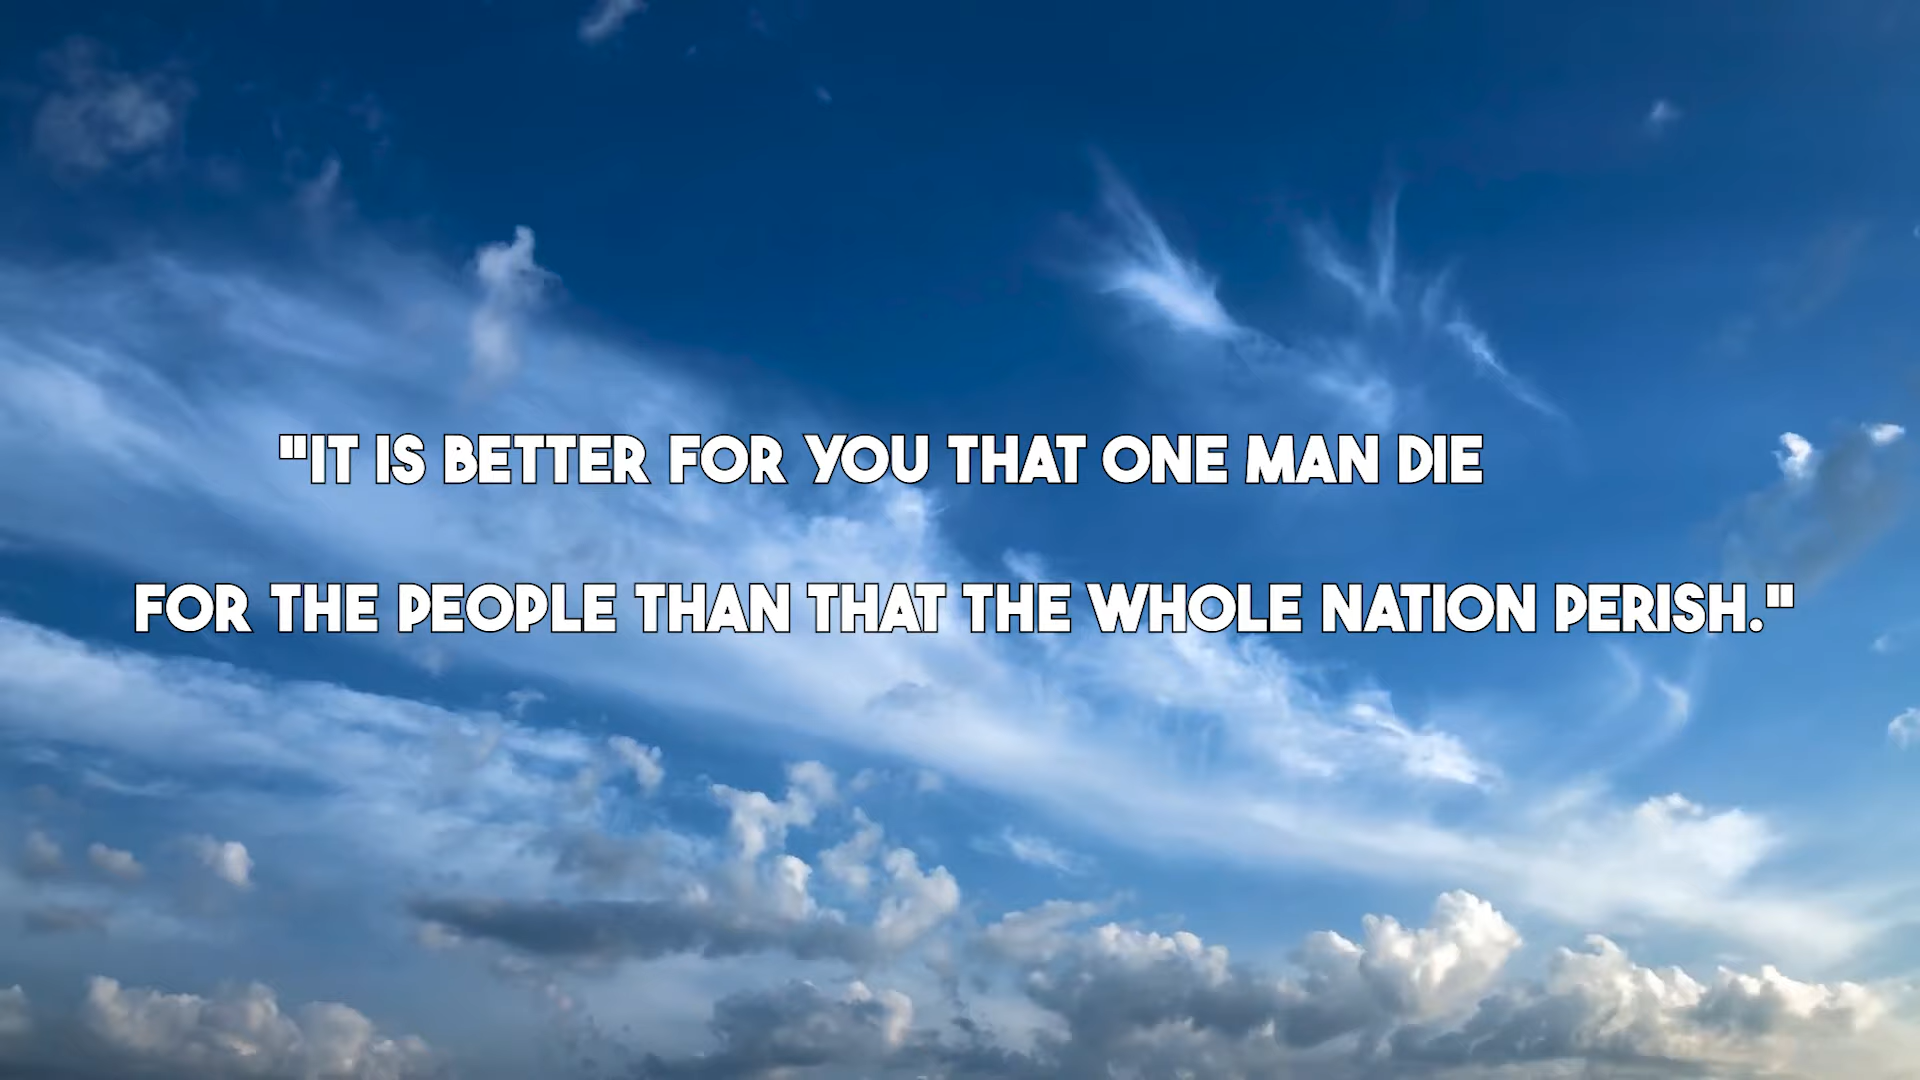 "IT IS BETTER FOR YOU THAT ONE MAN DIE
FOR THE PEOPLE THAN THAT THE WHOLE NATION PERISH."